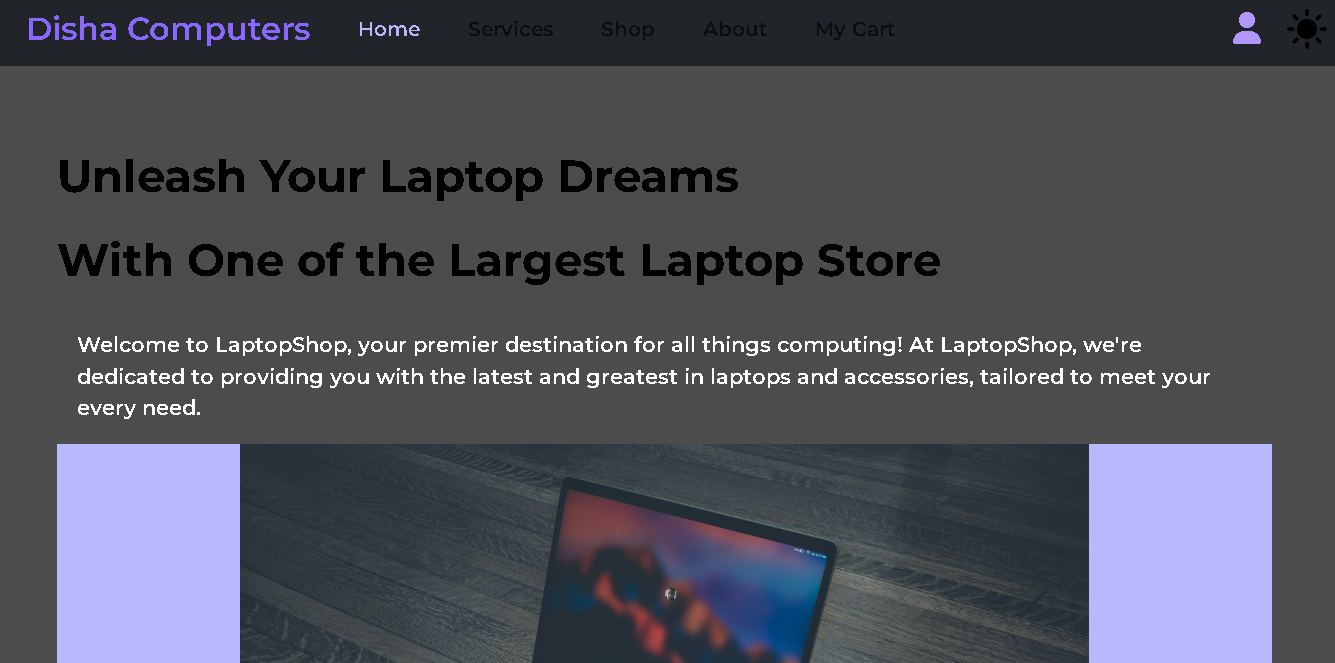 Disha Computers Home Services Shop About My Cart
Unleash Your Laptop Dreams
With One of the Largest Laptop Store
Welcome to LaptopShop, your premier destination for all things computing! At LaptopShop, we're
dedicated to providing you with the latest and greatest in laptops and accessories, tailored to meet your
every need.